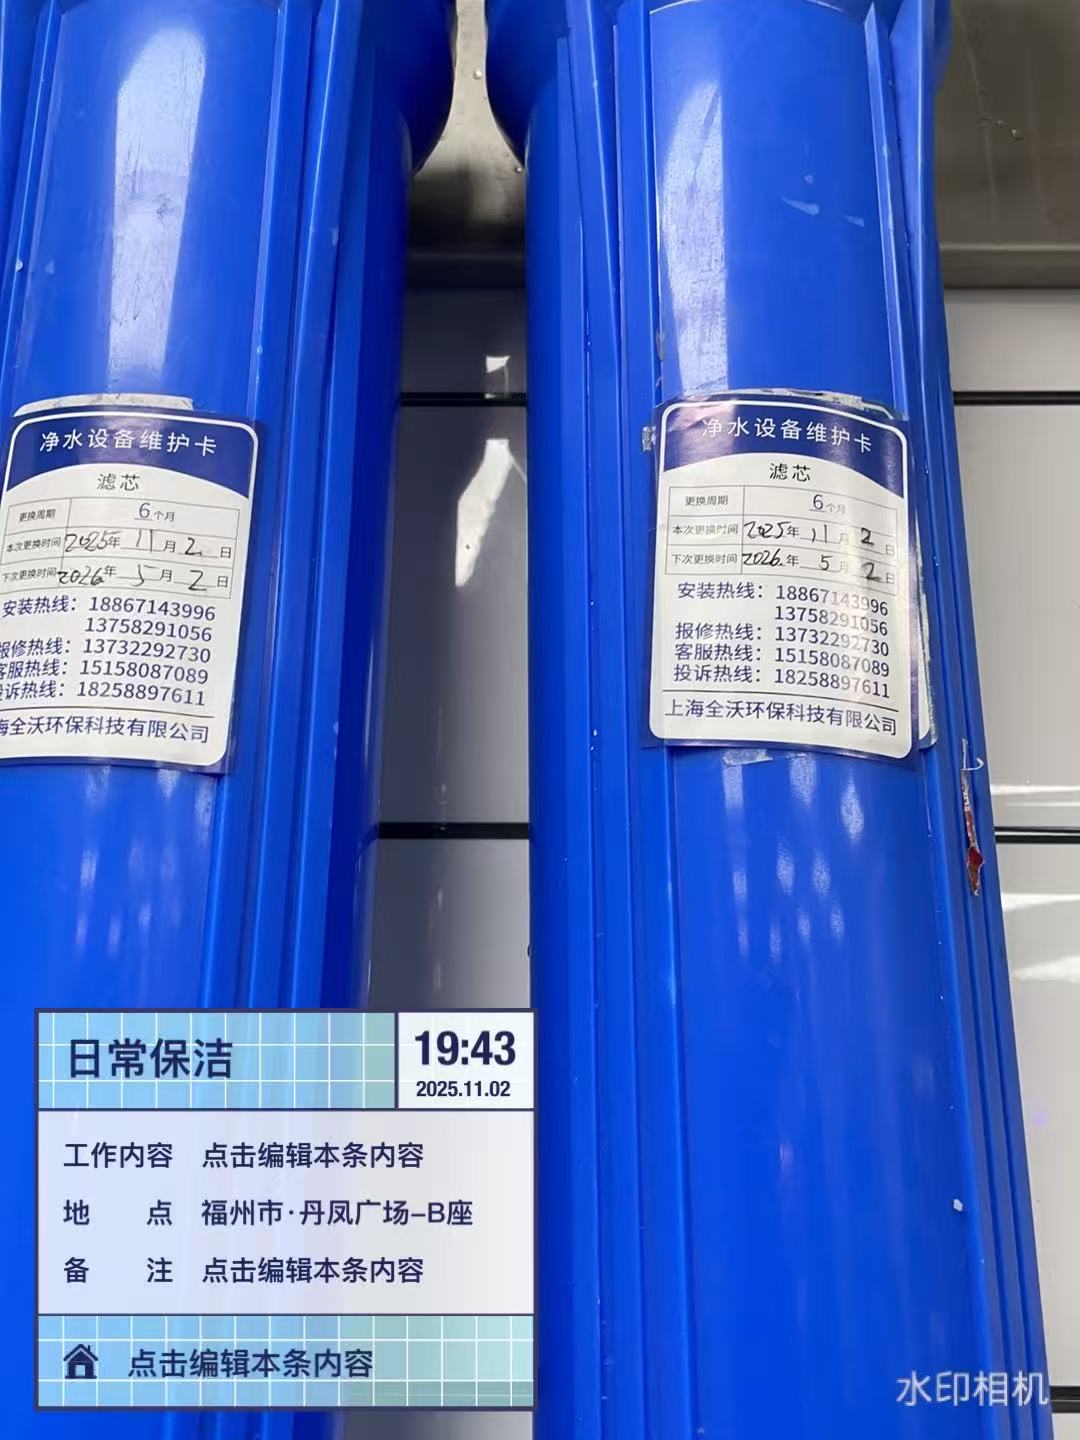 净水设备维护卡
滤芯
更换周期 6个月
本次更换时间 2025年 11月 2日
下次更换时间 2026年 5月 2日
安装热线：18867143996
13758291056
报修热线：13732292730
客服热线：15158087089
投诉热线：18258897611
海全沃环保科技有限公司
净水设备维护卡
滤芯
更换周期 6个月
本次更换时间 2025年 11月 2日
下次更换时间 2026年 5月 2日
安装热线：18867143996
13758291056
报修热线：13732292730
客服热线：15158087089
投诉热线：18258897611
上海全沃环保科技有限公司
日常保洁
19:43
2025.11.02
工作内容 点击编辑本条内容
地点 福州市·丹凤广场-B座
备注 点击编辑本条内容
点击编辑本条内容
水印相机